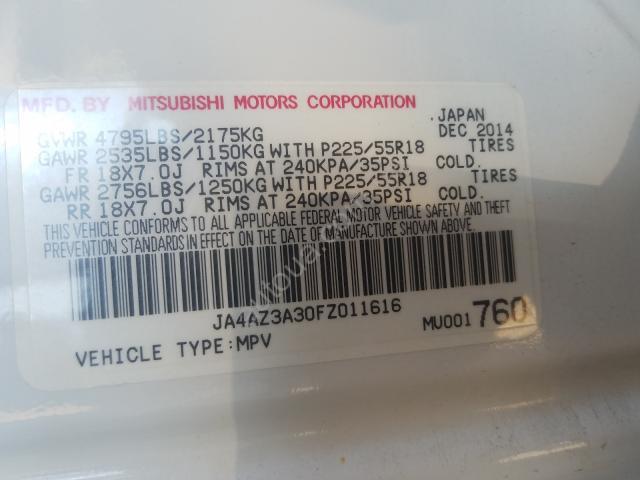 MFD. BY MITSUBISHI MOTORS CORPORATION
JAPAN
GVWR 4795LBS/2175KG DEC 2014
GAWR 2535LBS/1150KG WITH P225/55R18 TIRES
FR 18X7.0J RIMS AT 240KPA/35PSI COLD.
GAWR 2756LBS/1250KG WITH P225/55R18 TIRES
RR 18X7.0J RIMS AT 240KPA/35PSI COLD.
THIS VEHICLE CONFORMS TO ALL APPLICABLE FEDERAL MOTOR VEHICLE SAFETY AND THEFT
PREVENTION STANDARDS IN EFFECT ON THE DATE OF MANUFACTURE SHOWN ABOVE.
JA4AZ3A30FZ011616
MU001760
VEHICLE TYPE:MPV